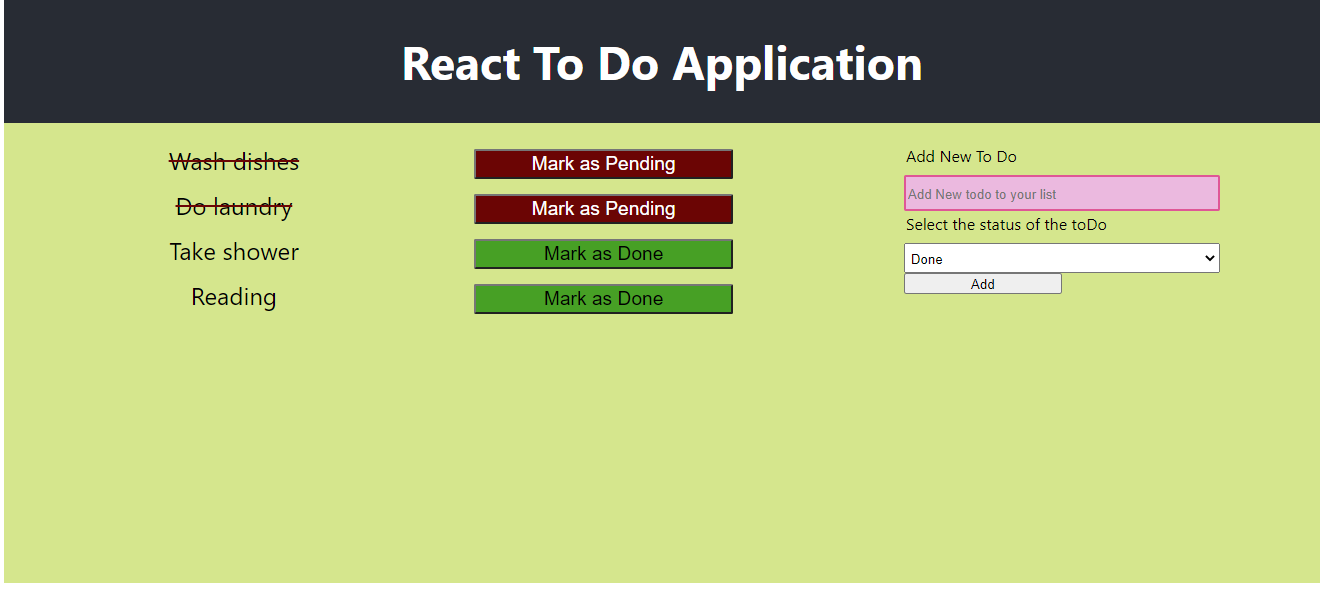 React To Do Application
Wash dishes
Mark as Pending
Do laundry
Mark as Pending
Take shower
Mark as Done
Reading
Mark as Done
Add New To Do
Add New todo to your list
Select the status of the toDo
Done
Add